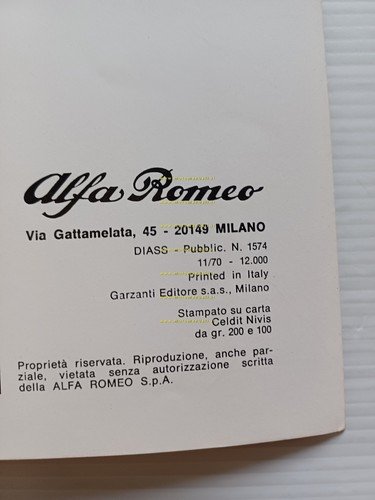 Alfa Romeo
Via Gattamelata, 45 - 20149 MILANO
DIASS - Pubblic. N. 1574
11/70 - 12.000
Printed in Italy
Garzanti Editore s.a.s., Milano
Stampato su carta
Celdit Nivis
da gr. 200 e 100
Proprietà riservata. Riproduzione, anche par-
ziale, vietata senza autorizzazione scritta
della ALFA ROMEO S.p.A.